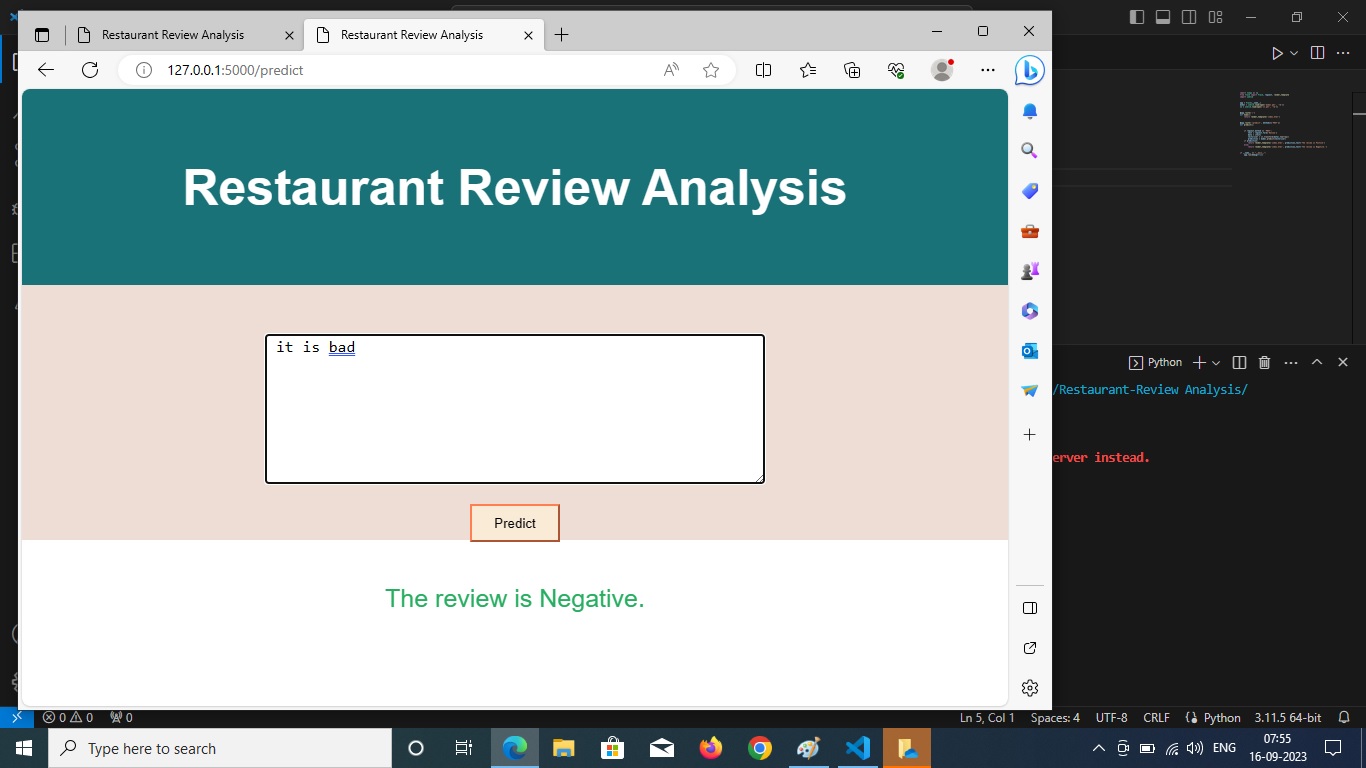 Restaurant Review Analysis
Restaurant Review Analysis
127.0.0.1:5000/predict
Restaurant Review Analysis
it is bad
Predict
The review is Negative.
Python
/Restaurant-Review Analysis/
erver instead.
0 0 0
Ln 5, Col 1 Spaces: 4 UTF-8 CRLF Python 3.11.5 64-bit
Type here to search
ENG
07:55
16-09-2023